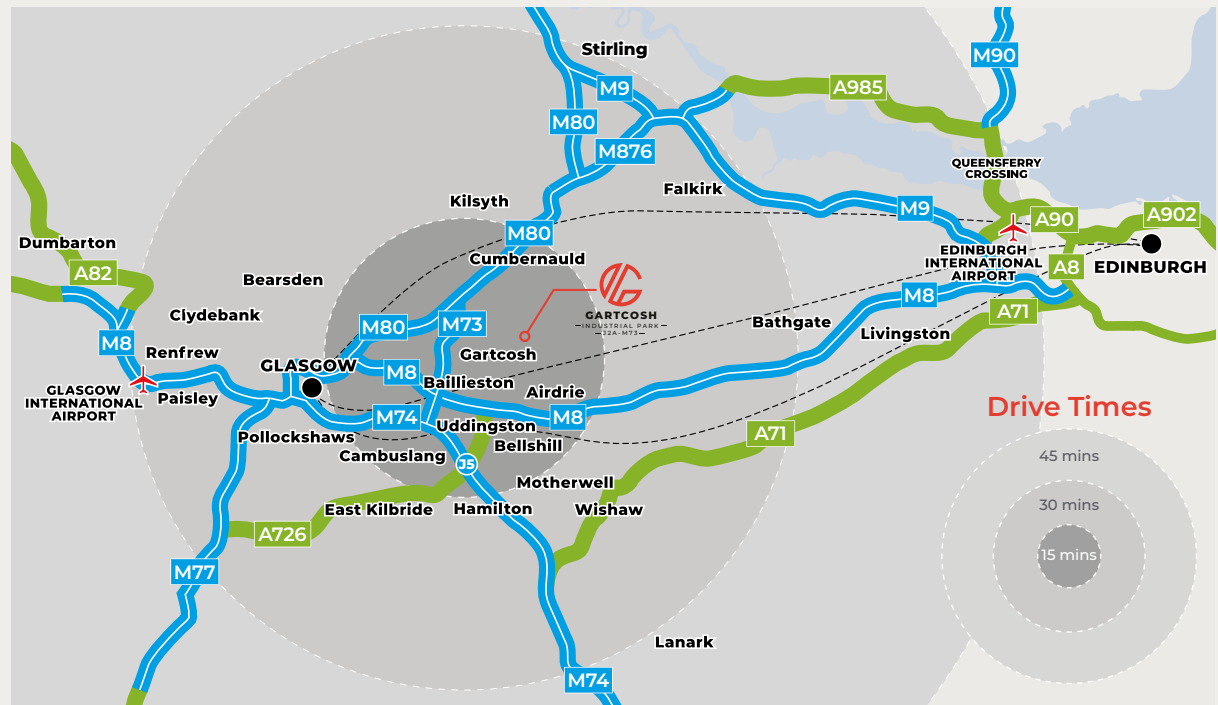 Stirling
M90
M9
A985
M80
M876
QUEENSFERRY
CROSSING
Falkirk
Kilsyth
M9
A90
A902
M80
Dumbarton
Cumbernauld
EDINBURGH
INTERNATIONAL
AIRPORT
A8
EDINBURGH
A82
Bearsden
M8
GARTCOSH
INDUSTRIAL PARK
J2A-M73
A71
Clydebank
M80
M73
Bathgate
Livingston
M8
Renfrew
Gartcosh
GLASGOW
M8
Baillieston
GLASGOW
INTERNATIONAL
AIRPORT
Paisley
Airdrie
M74
M8
Uddingston
A71
Pollockshaws
Bellshill
Cambuslang
J5
Motherwell
East Kilbride
Hamilton
Wishaw
A726
M77
Lanark
M74
Drive Times
45 mins
30 mins
15 mins